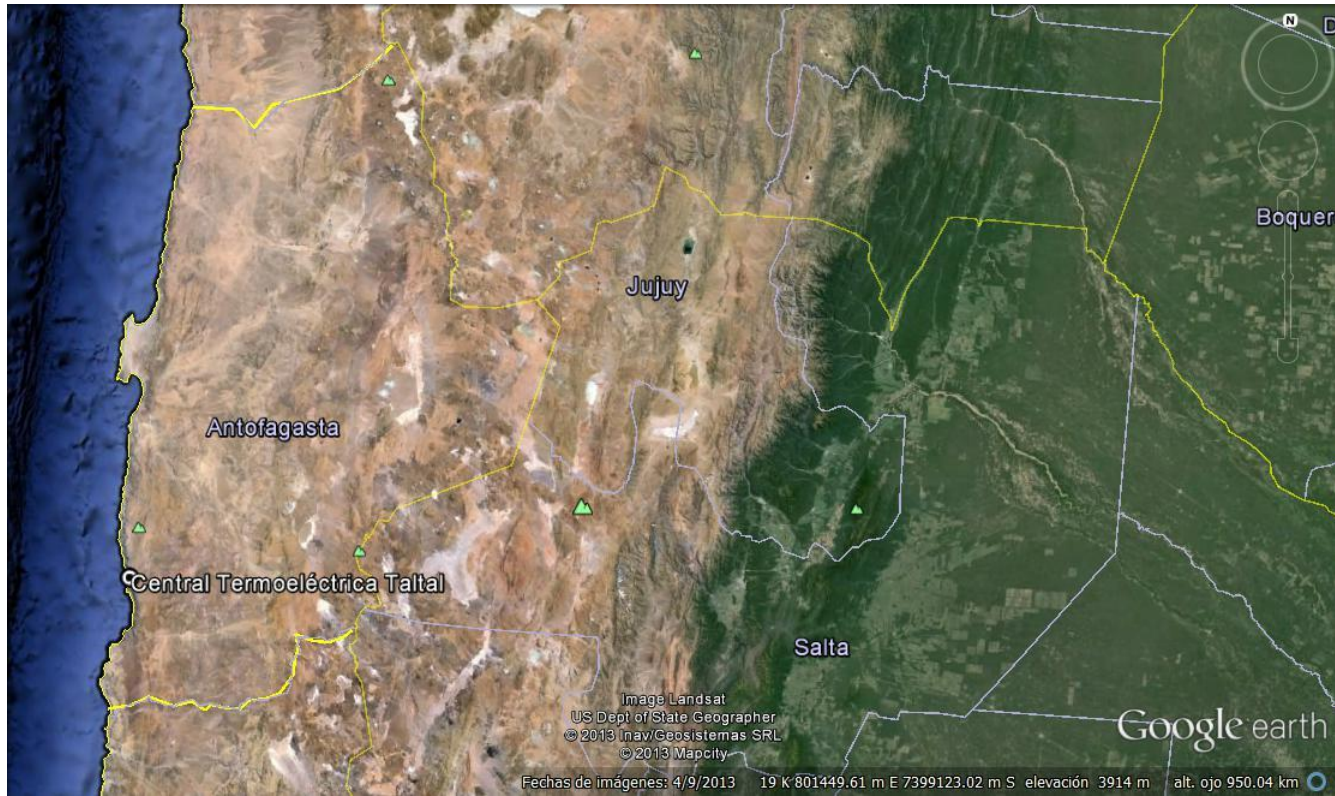 N
D
Boquer
Jujuy
Antofagasta
Central Termoeléctrica Taltal
Salta
Image Landsat
US Dept of State Geographer
© 2013 Inav/Geosistemas SRL
© 2013 Mapcity
Google earth
Fechas de imágenes: 4/9/2013 19 K 801449.61 m E 7399123.02 m S elevación 3914 m alt. ojo 950.04 km